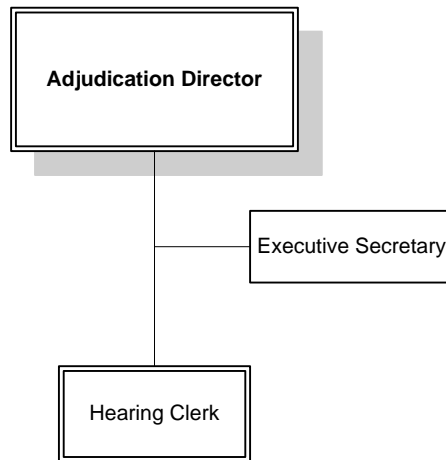 Adjudication Director
Executive Secretary
Hearing Clerk